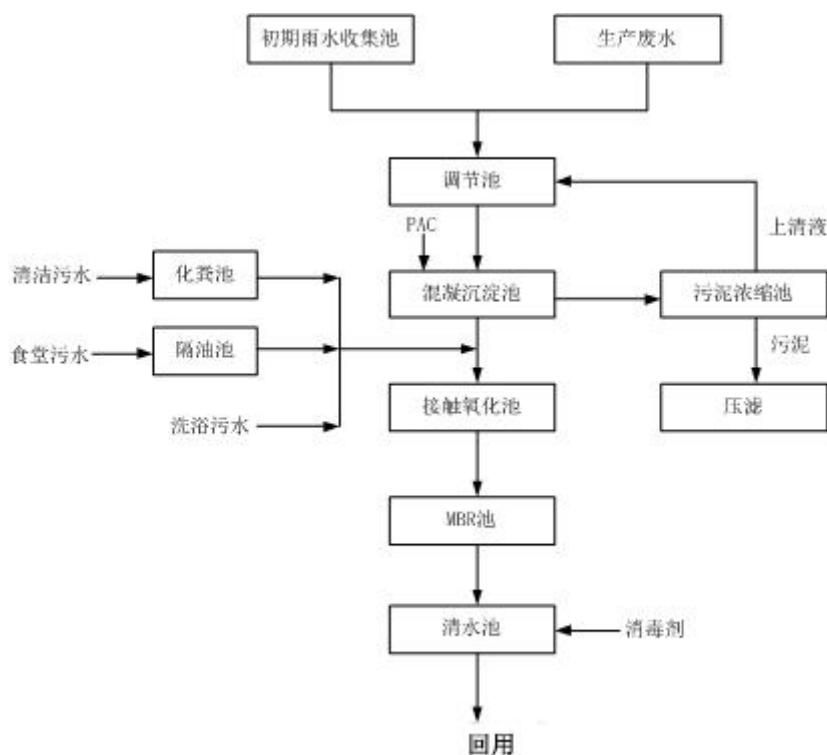 初期雨水收集池
生产废水
调节池
PAC
上清液
清洁污水
化粪池
混凝沉淀池
污泥浓缩池
污泥
食堂污水
隔油池
接触氧化池
压滤
洗浴污水
MBR池
清水池
消毒剂
回用